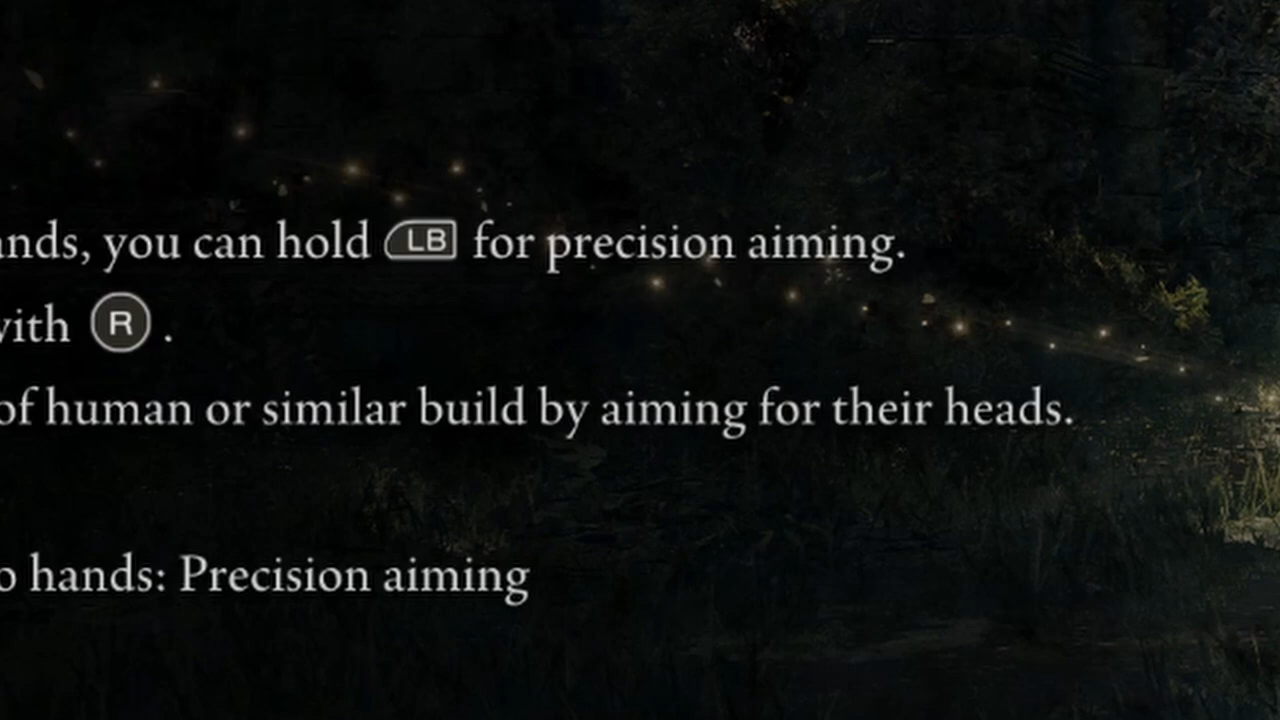 ands, you can hold LB for precision aiming.
with R .
of human or similar build by aiming for their heads.
o hands: Precision aiming